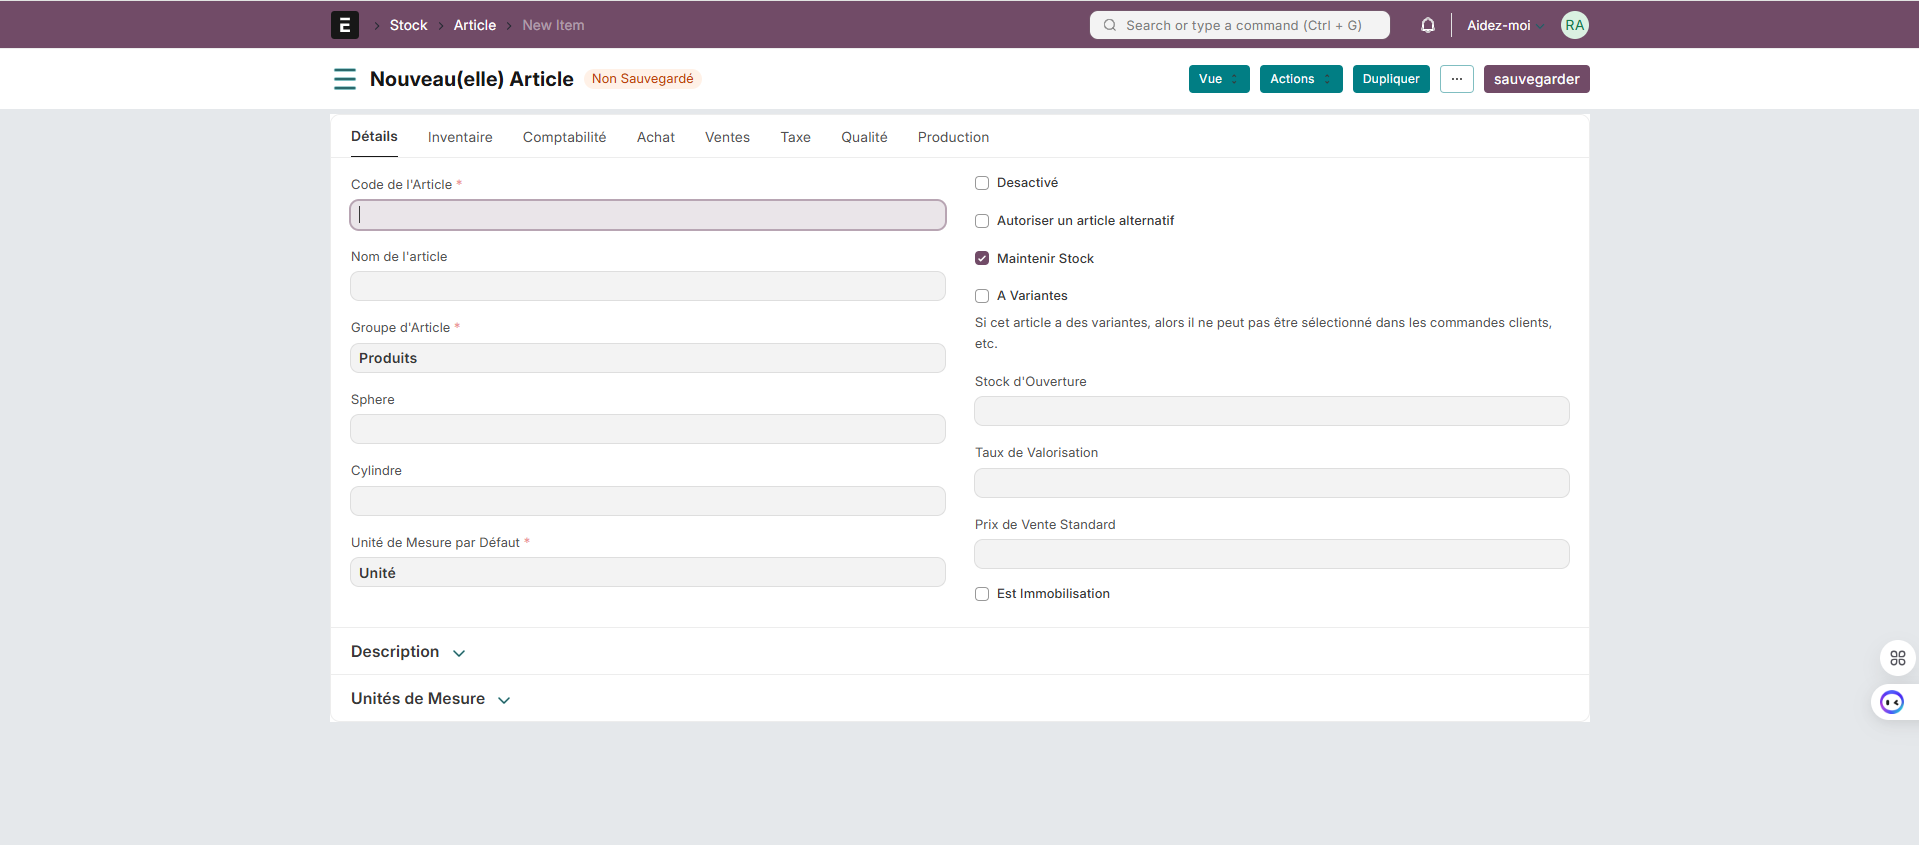 E
Stock
Article
New Item
Search or type a command (Ctrl + G)
Aidez-moi
RA
Nouveau(elle) Article
Non Sauvegardé
Vue
Actions
Dupliquer
...
sauvegarder
Détails
Inventaire
Comptabilité
Achat
Ventes
Taxe
Qualité
Production
Code de l'Article *
Nom de l'article
Groupe d'Article *
Produits
Sphere
Cylindre
Unité de Mesure par Défaut *
Unité
Desactivé
Autoriser un article alternatif
Maintenir Stock
A Variantes
Si cet article a des variantes, alors il ne peut pas être sélectionné dans les commandes clients,
etc.
Stock d'Ouverture
Taux de Valorisation
Prix de Vente Standard
Est Immobilisation
Description
Unités de Mesure